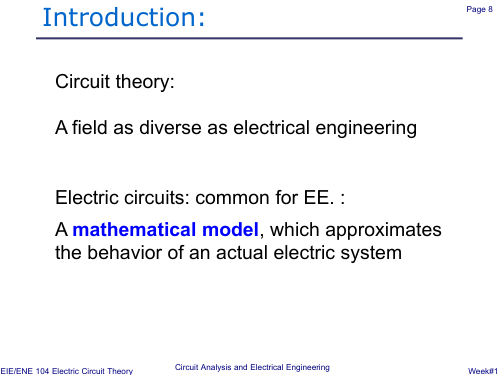 Introduction:
Page 8
Circuit theory:
A field as diverse as electrical engineering
Electric circuits: common for EE. :
A mathematical model, which approximates
the behavior of an actual electric system
EIE/ENE 104 Electric Circuit Theory
Circuit Analysis and Electrical Engineering
Week#1